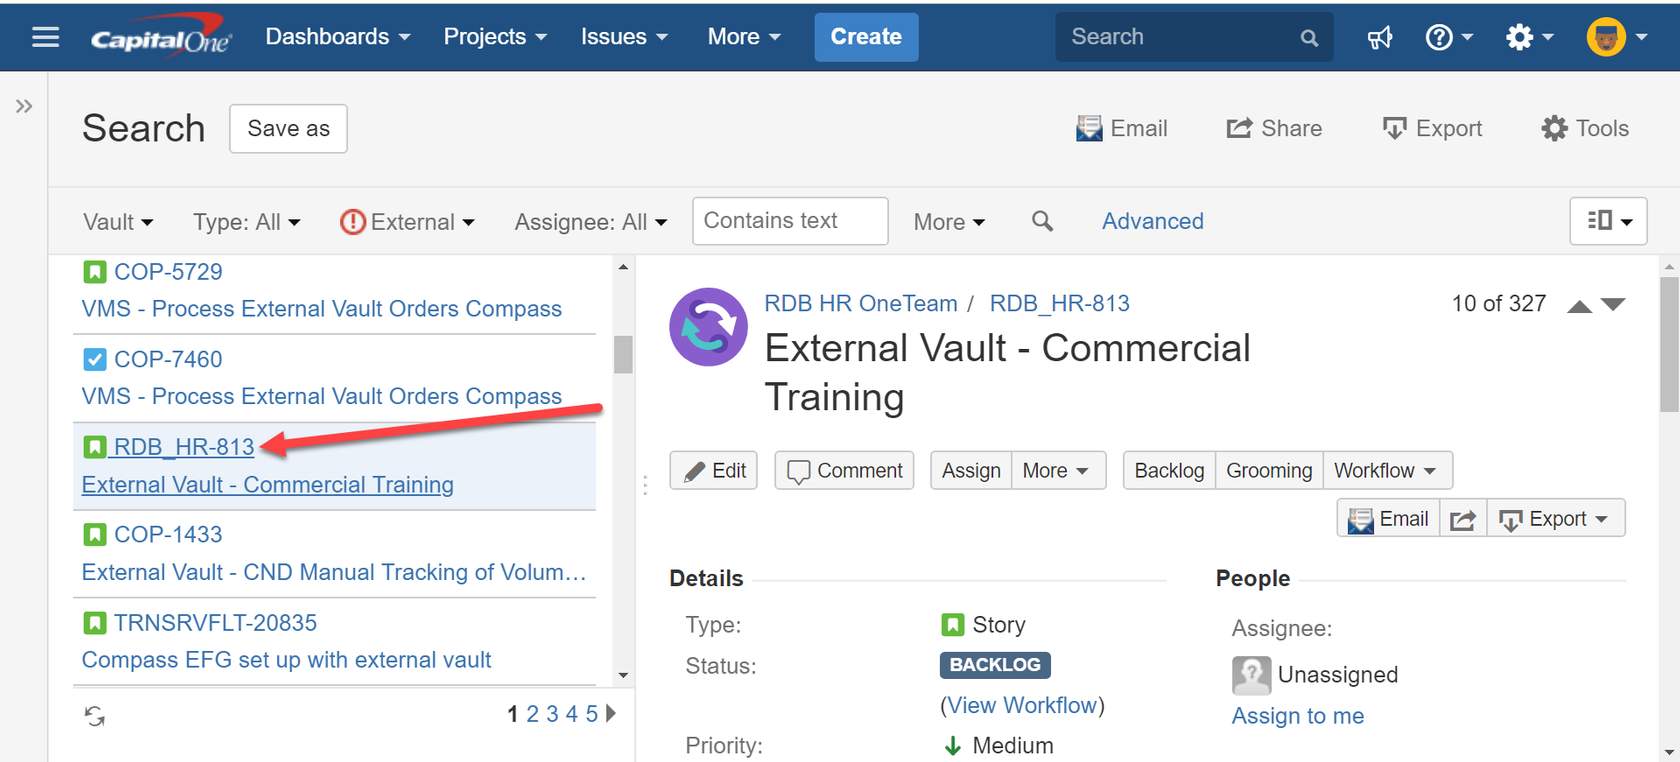 CapitalOne Dashboards Projects Issues More Create Search
Search Save as Email Share Export Tools
Vault Type: All External Assignee: All Contains text More Advanced
COP-5729
VMS - Process External Vault Orders Compass
COP-7460
VMS - Process External Vault Orders Compass
RDB_HR-813
External Vault - Commercial Training
COP-1433
External Vault - CND Manual Tracking of Volum…
TRNSRVFLT-20835
Compass EFG set up with external vault
1 2 3 4 5
RDB HR OneTeam / RDB_HR-813 10 of 327
External Vault - Commercial
Training
Edit Comment Assign More Backlog Grooming Workflow
Email Export
Details
Type: Story
Status: BACKLOG
(View Workflow)
Priority: Medium
People
Assignee:
Unassigned
Assign to me